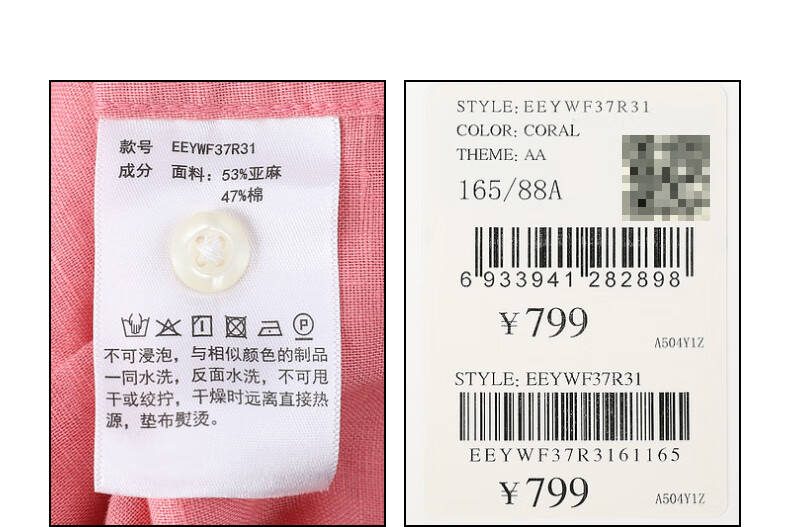 款号 EEYWF37R31
成分 面料：53%亚麻
47%棉
P
不可浸泡，与相似颜色的制品
一同水洗，反面水洗，不可甩
干或绞拧，干燥时远离直接热
源，垫布熨烫。
STYLE: EEYWF37R31
COLOR: CORAL
THEME: AA
165/88A
6 933941 282898
¥799
A504Y1Z
STYLE: EEYWF37R31
EEYWF37R3161165
¥799
A504Y1Z